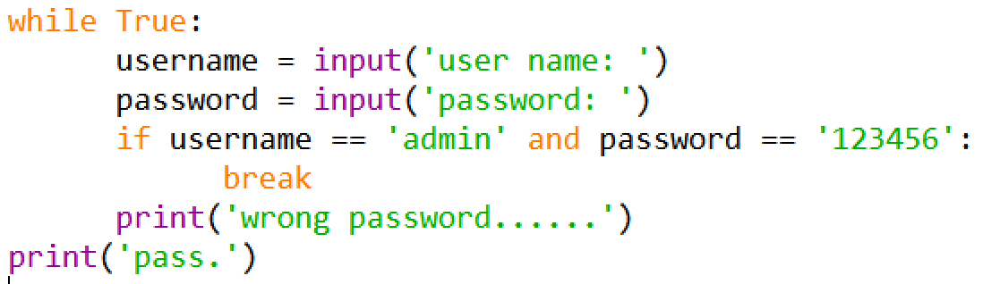 while True:
      username = input('user name: ')
      password = input('password: ')
      if username == 'admin' and password == '123456':
            break
      print('wrong password......')
print('pass.')